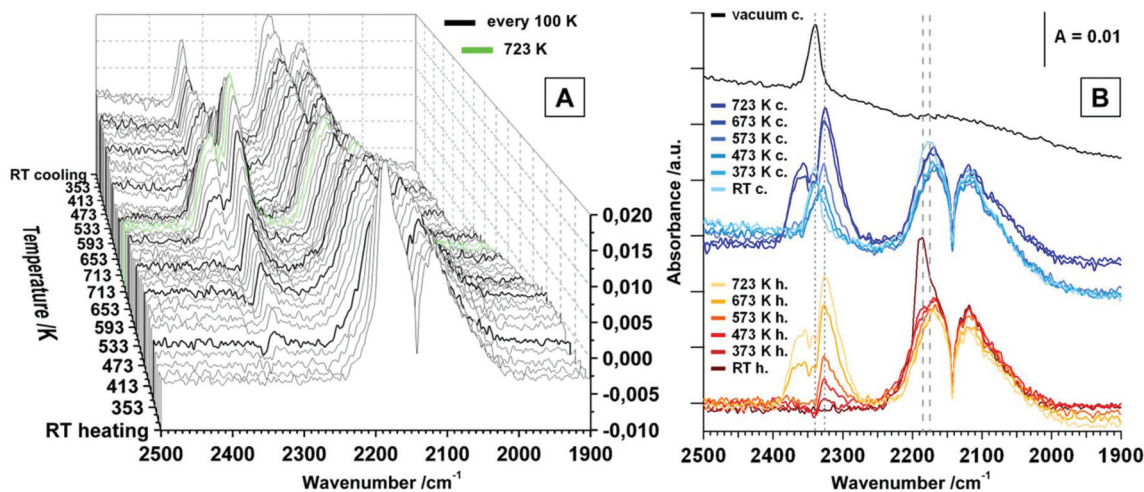 every 100 K
723 K
A
RT cooling
353
413
473
533
593
653
713
713
653
593
533
473
413
353
RT heating
Temperature /K
0,020
0,015
0,010
0,005
0,000
-0,005
-0,010
2500 2400 2300 2200 2100 2000 1900
Wavenumber /cm-1
vacuum c.
A = 0.01
B
723 K c.
673 K c.
573 K c.
473 K c.
373 K c.
RT c.
723 K h.
673 K h.
573 K h.
473 K h.
373 K h.
RT h.
Absorbance /a.u.
2500 2400 2300 2200 2100 2000 1900
Wavenumber /cm-1